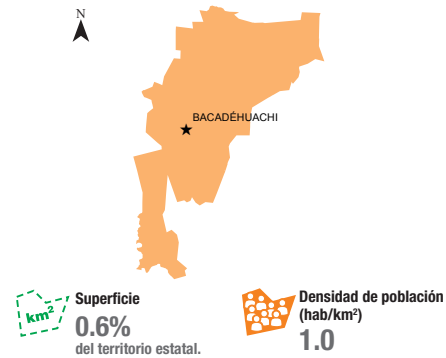 N
BACADÉHUACHI
km²
Superficie
0.6%
del territorio estatal.
Densidad de población
(hab/km²)
1.0